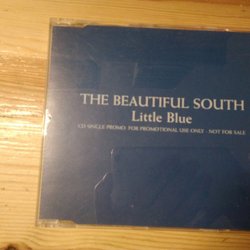 THE BEAUTIFUL SOUTH
Little Blue
CD SINGLE PROMO FOR PROMOTIONAL USE ONLY - NOT FOR SALE